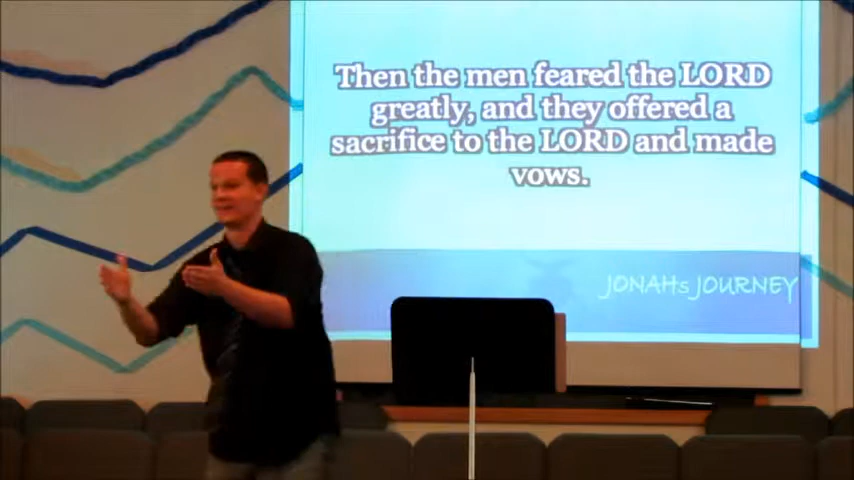 Then the men feared the LORD
greatly, and they offered a
sacrifice to the LORD and made
vows.
JONAHs JOURNEY